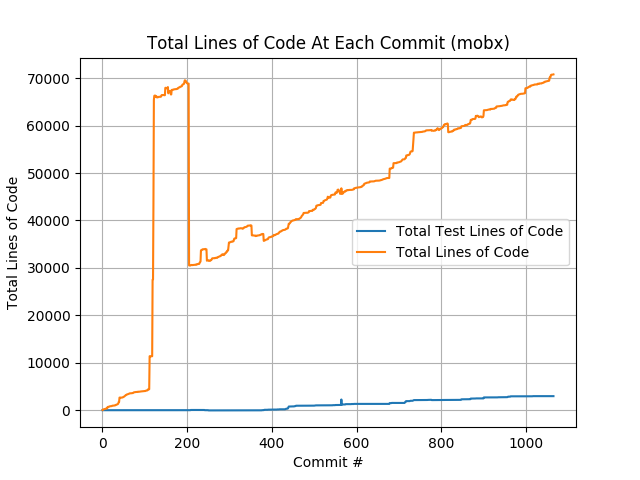 Total Lines of Code At Each Commit (mobx)
Total Lines of Code
70000
60000
50000
40000
30000
20000
10000
0
Total Test Lines of Code
Total Lines of Code
0 200 400 600 800 1000
Commit #